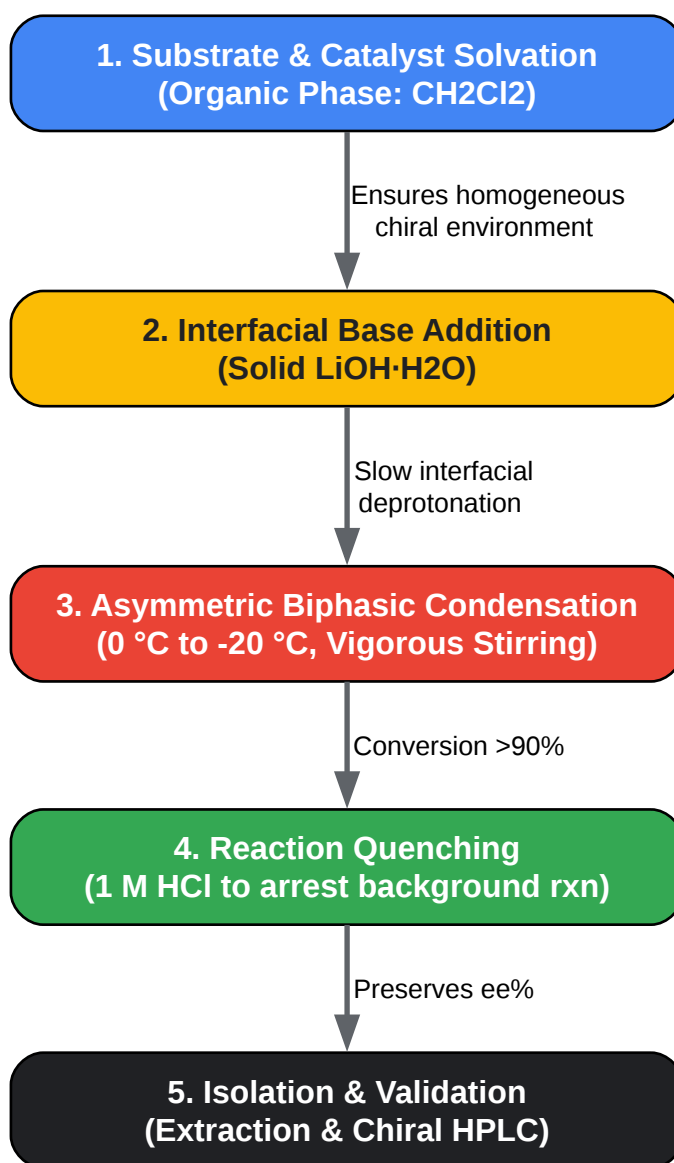 1. Substrate & Catalyst Solvation
(Organic Phase: CH2Cl2)
Ensures homogeneous
chiral environment
2. Interfacial Base Addition
(Solid LiOH·H2O)
Slow interfacial
deprotonation
3. Asymmetric Biphasic Condensation
(0 °C to -20 °C, Vigorous Stirring)
Conversion >90%
4. Reaction Quenching
(1 M HCl to arrest background rxn)
Preserves ee%
5. Isolation & Validation
(Extraction & Chiral HPLC)